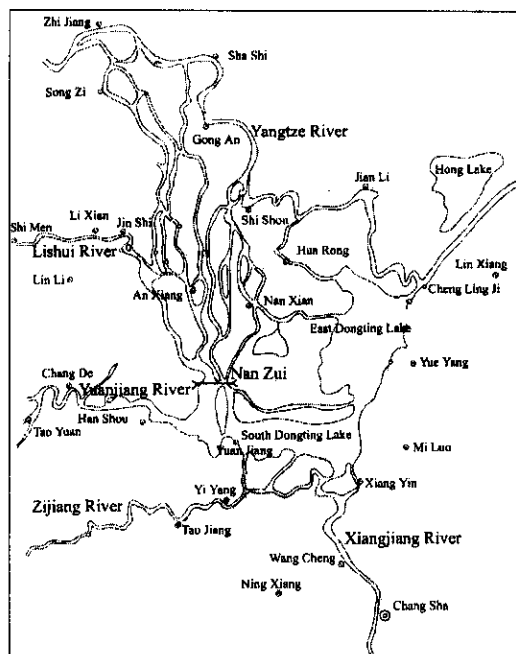 Zhi Jiang
Sha Shi
Song Zi
Gong An
Yangtze River
Hong Lake
Jian Li
Shi Shou
Li Xian
Jin Shi
Shi Men
Lishui River
Hua Rong
Lin Xiang
Lin Li
Cheng Ling Ji
An Xiang
Nan Xian
East Dongting Lake
Chang De
Nan Zui
Yue Yang
Yuanjiang River
Han Shou
Tao Yuan
South Dongting Lake
Yuan Jiang
Mi Luo
Xiang Yin
Yi Yang
Zijiang River
Tao Jiang
Xiangjiang River
Wang Cheng
Ning Xiang
Chang Sha